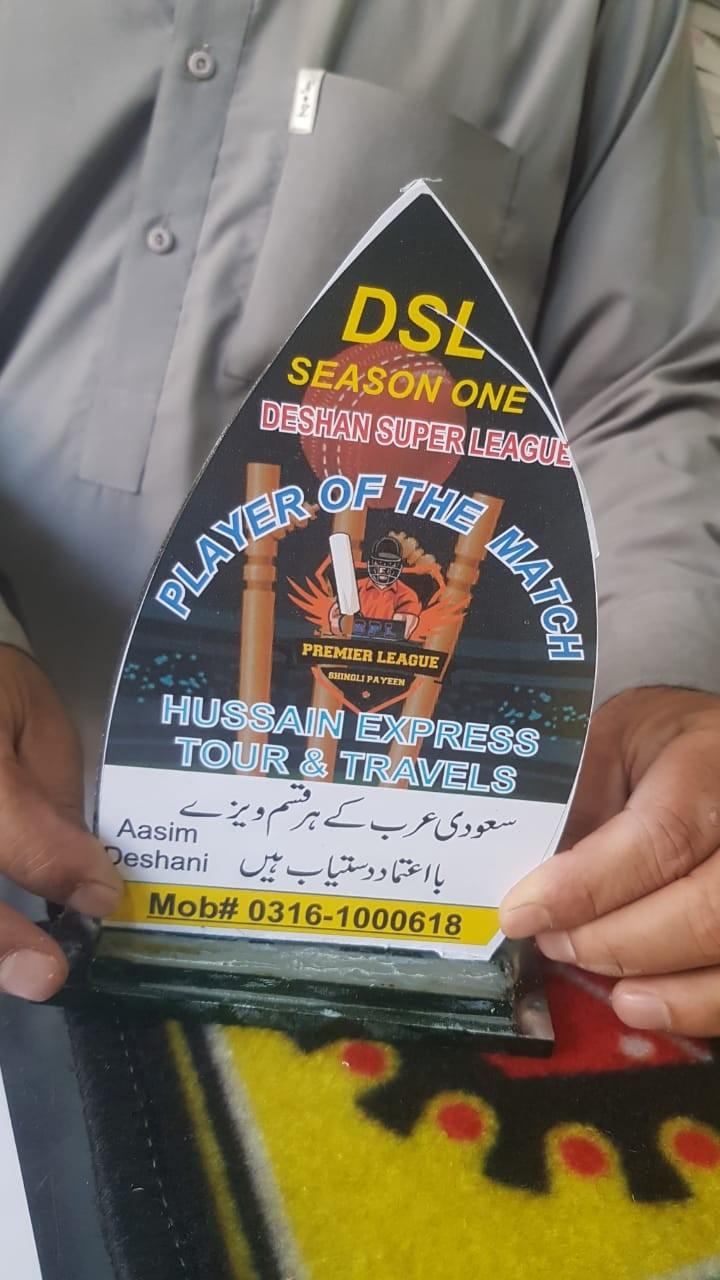 DSL
SEASON ONE
DESHAN SUPER LEAGUE
PLAYER OF THE MATCH
PREMIER LEAGUE
SHINGLI PAYEEN
HUSSAIN EXPRESS
TOUR & TRAVELS
سعودی عرب کے ہر قسم ویزے
Aasim
Deshani
بااعتماد دستیاب ہیں
Mob# 0316-1000618